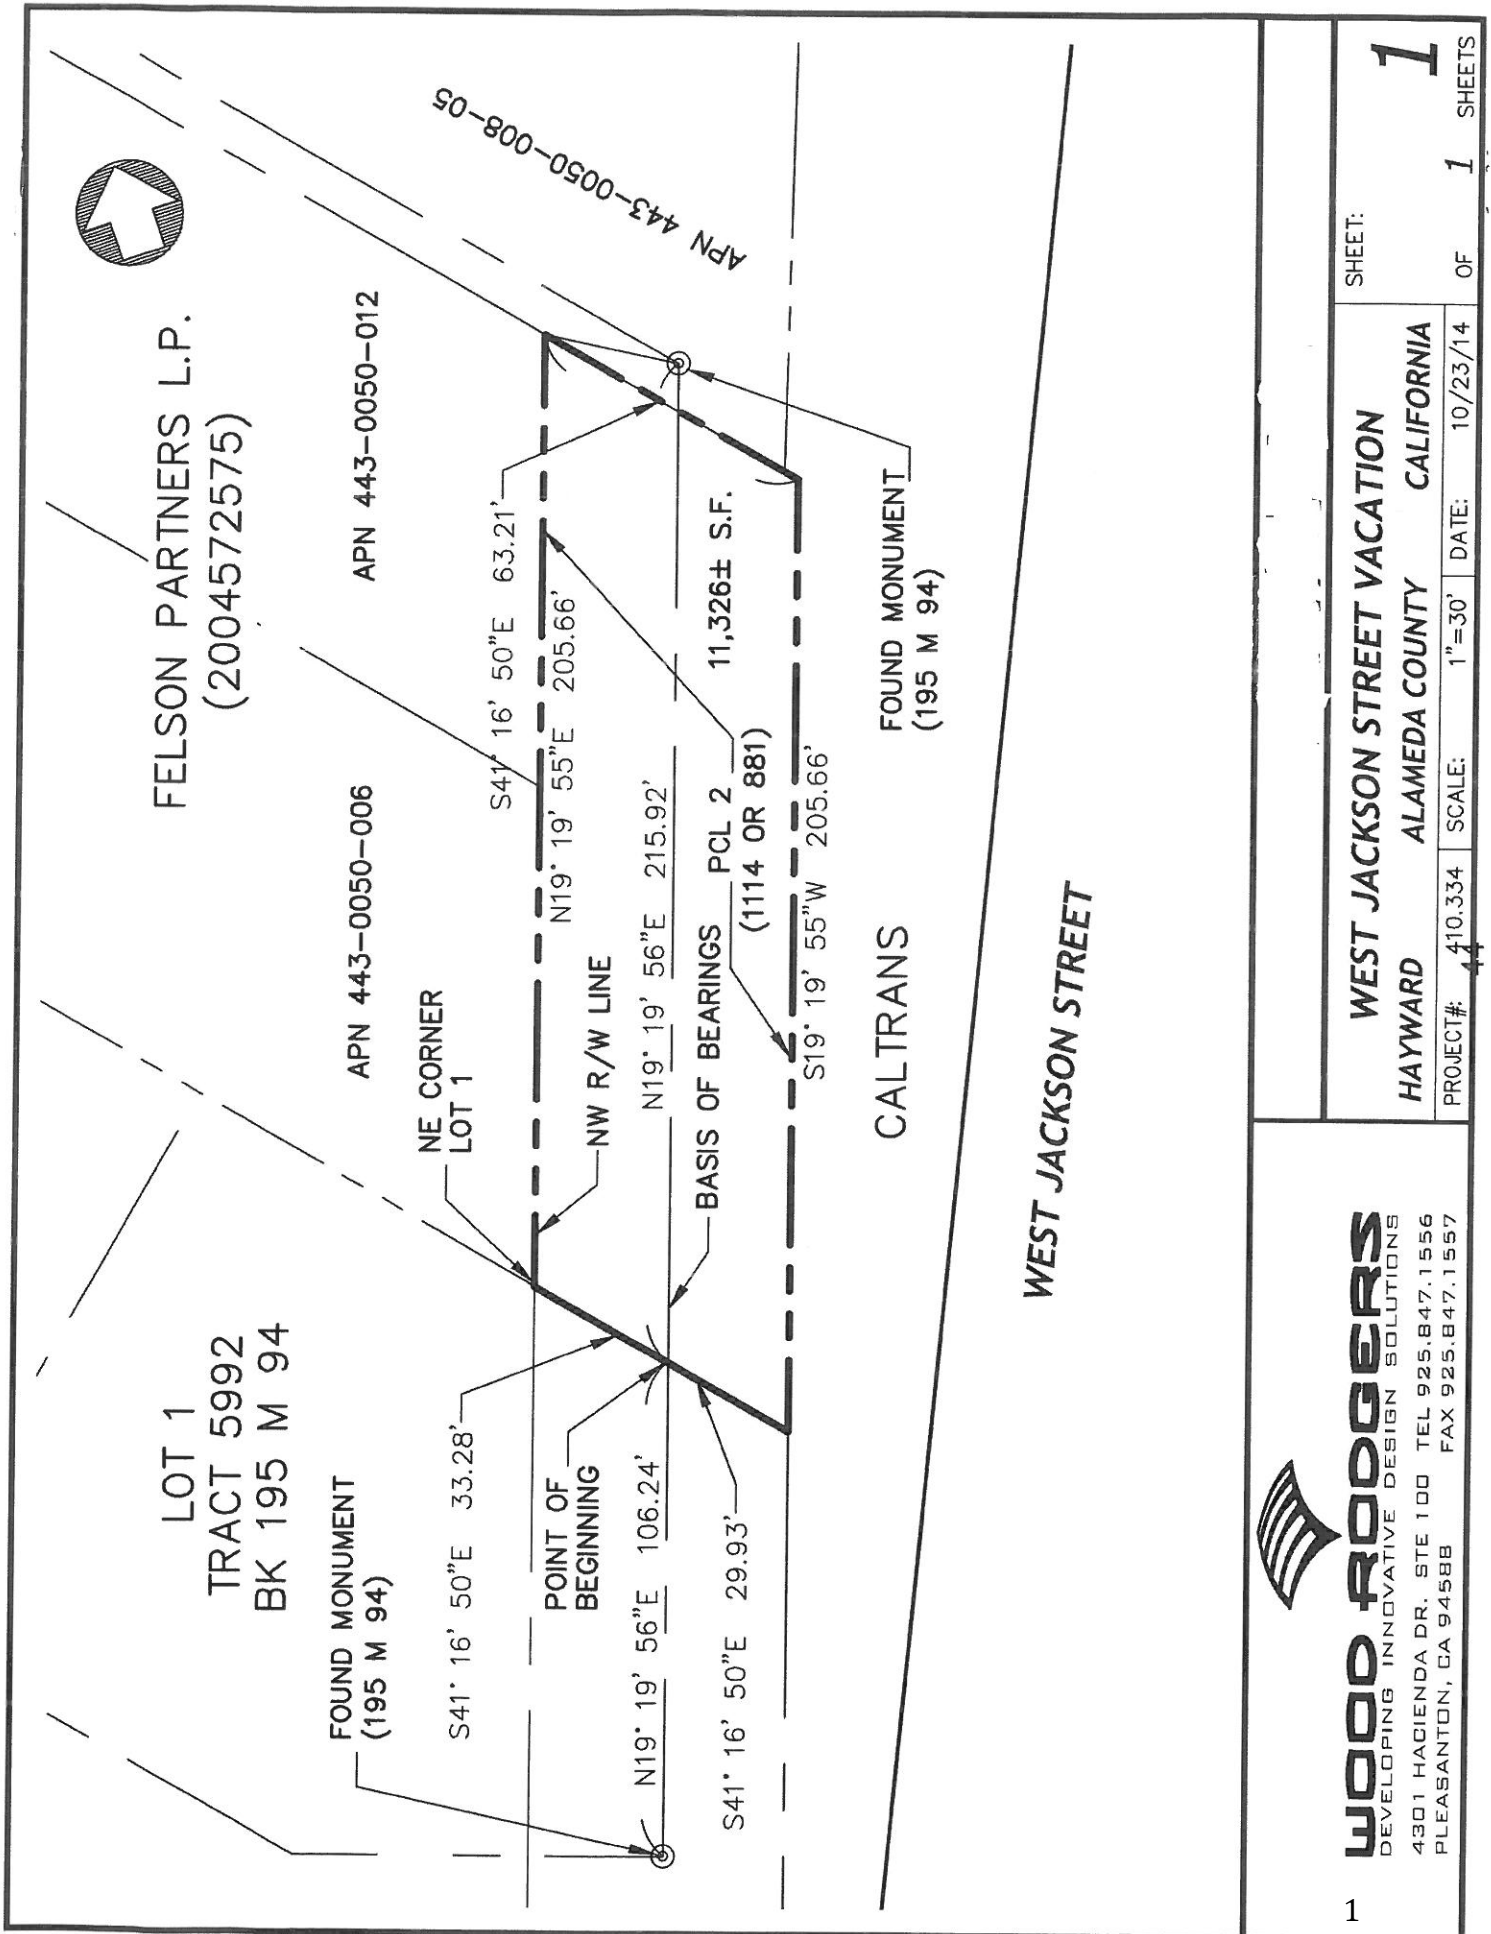 LOT 1
TRACT 5992
BK 195 M 94
FELSON PARTNERS L.P.
(2004572575)
APN 443-0050-006
APN 443-0050-012
APN 443-0050-008-05
FOUND MONUMENT
(195 M 94)
NE CORNER
LOT 1
S41° 16' 50"E 33.28'
S41° 16' 50"E 63.21'
N19° 19' 55"E 205.66'
NW R/W LINE
POINT OF
BEGINNING
N19° 19' 56"E 106.24'
N19° 19' 56"E 215.92'
BASIS OF BEARINGS
PCL 2
(1114 OR 881)
11,326± S.F.
S41° 16' 50"E 29.93'
S19° 19' 55"W 205.66'
FOUND MONUMENT
(195 M 94)
CALTRANS
WEST JACKSON STREET
WOOD RODGERS
DEVELOPING INNOVATIVE DESIGN SOLUTIONS
4301 HACIENDA DR. STE 100 TEL 925.847.1556
PLEASANTON, CA 94588 FAX 925.847.1557
WEST JACKSON STREET VACATION
HAYWARD ALAMEDA COUNTY CALIFORNIA
PROJECT#: 410.334 SCALE: 1"=30' DATE: 10/23/14
SHEET:
1
OF 1 SHEETS
44
1